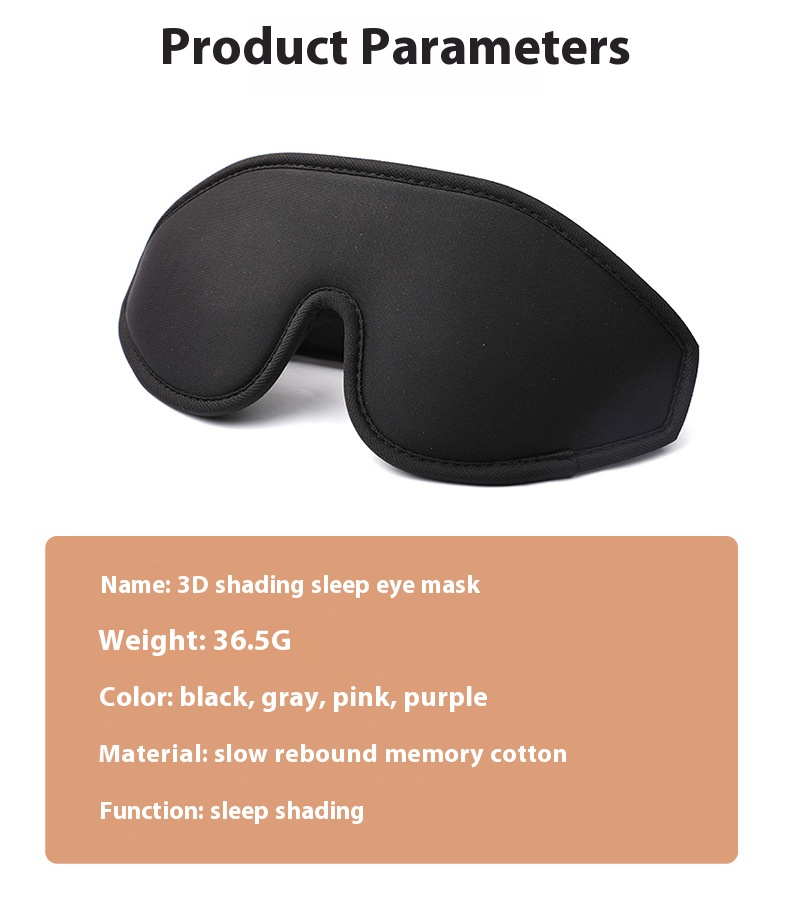 Product Parameters
Name: 3D shading sleep eye mask
Weight: 36.5G
Color: black, gray, pink, purple
Material: slow rebound memory cotton
Function: sleep shading